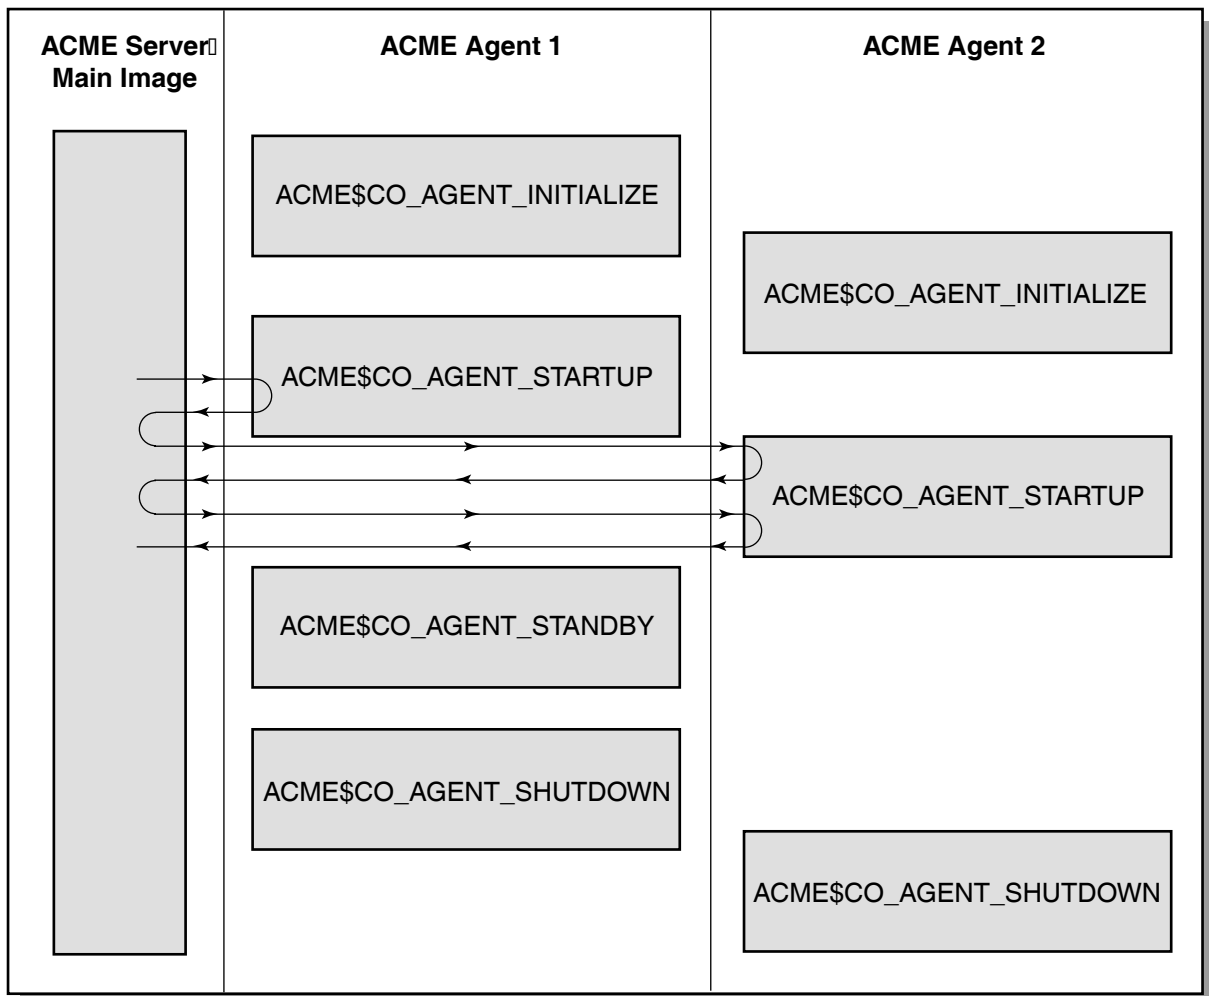 ACME Server
Main Image
ACME Agent 1
ACME Agent 2
ACME$CO_AGENT_INITIALIZE
ACME$CO_AGENT_INITIALIZE
ACME$CO_AGENT_STARTUP
ACME$CO_AGENT_STARTUP
ACME$CO_AGENT_STANDBY
ACME$CO_AGENT_SHUTDOWN
ACME$CO_AGENT_SHUTDOWN